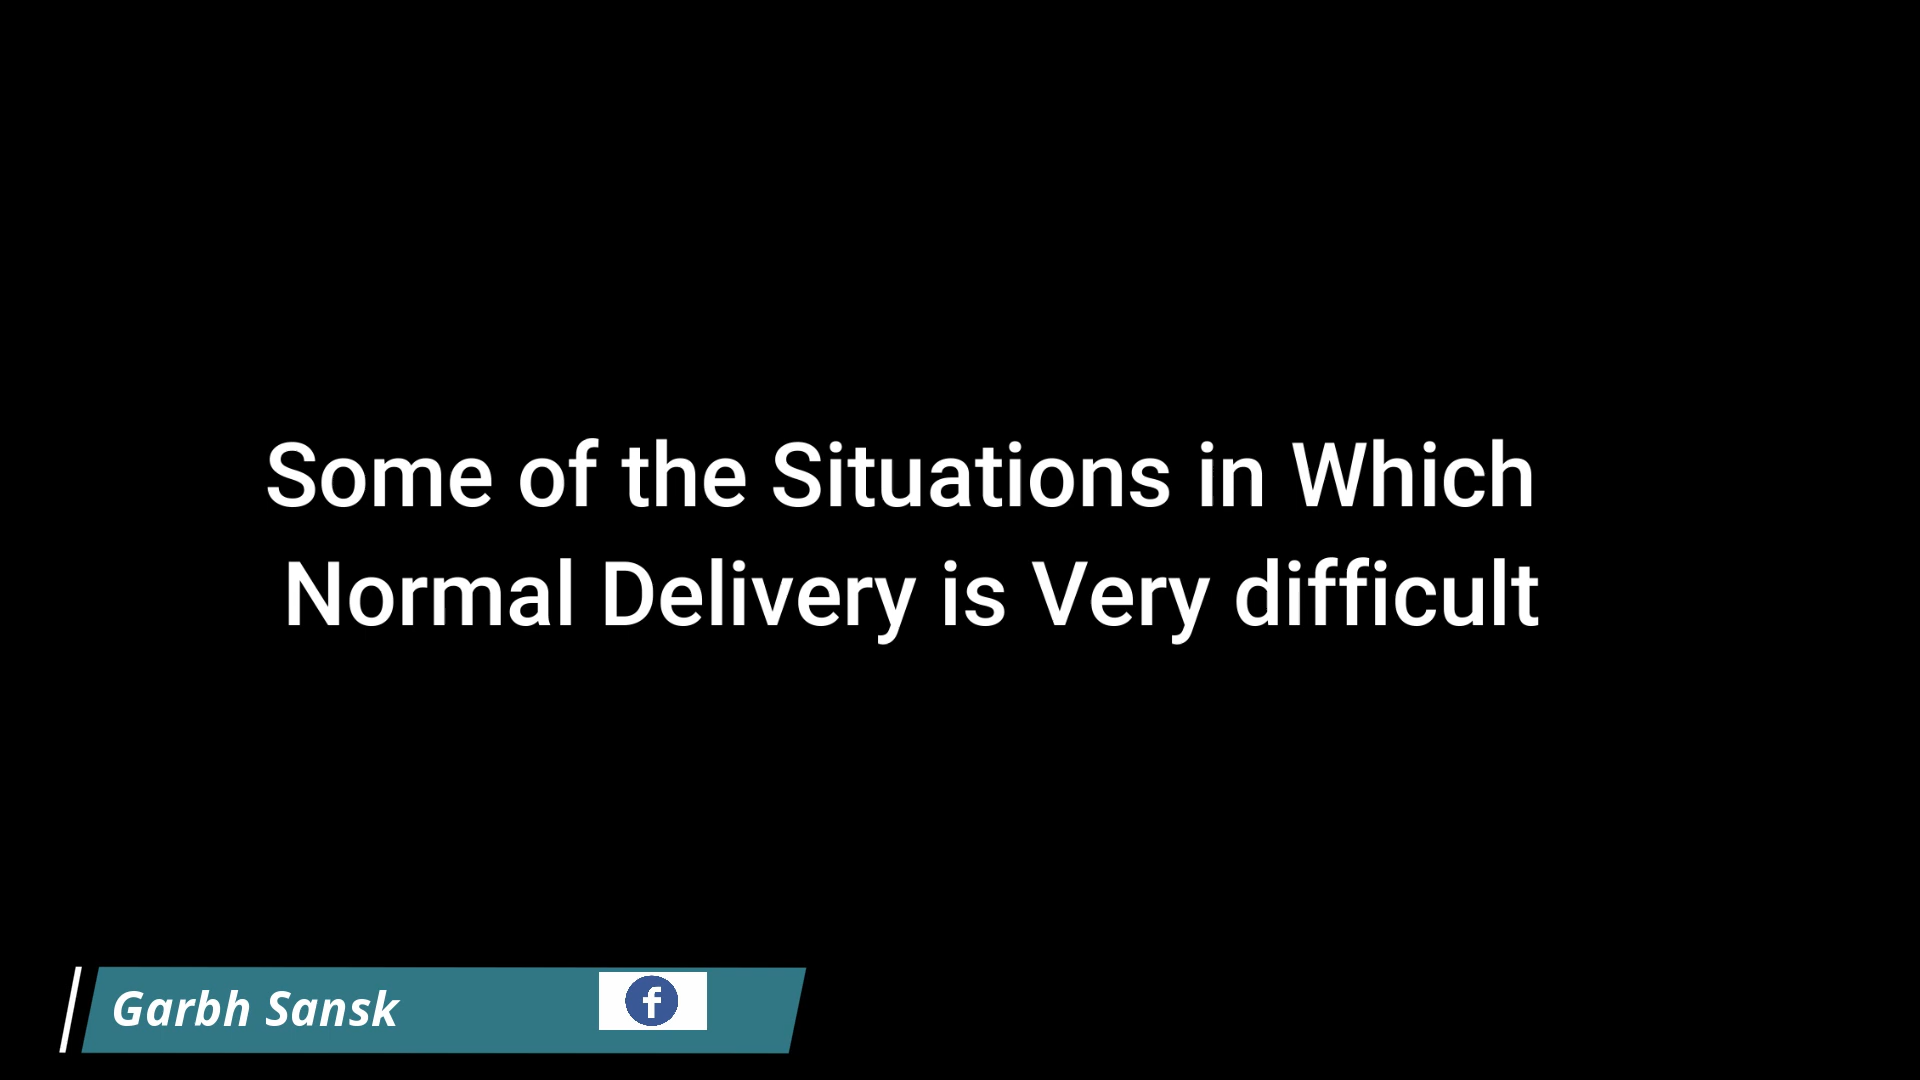 Some of the Situations in Which
Normal Delivery is Very difficult
Garbh Sansk
f